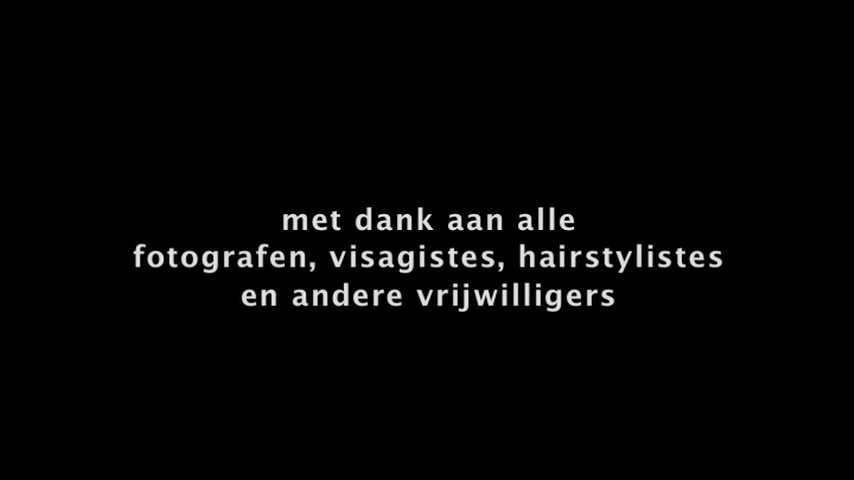 met dank aan alle
fotografen, visagistes, hairstylistes
en andere vrijwilligers